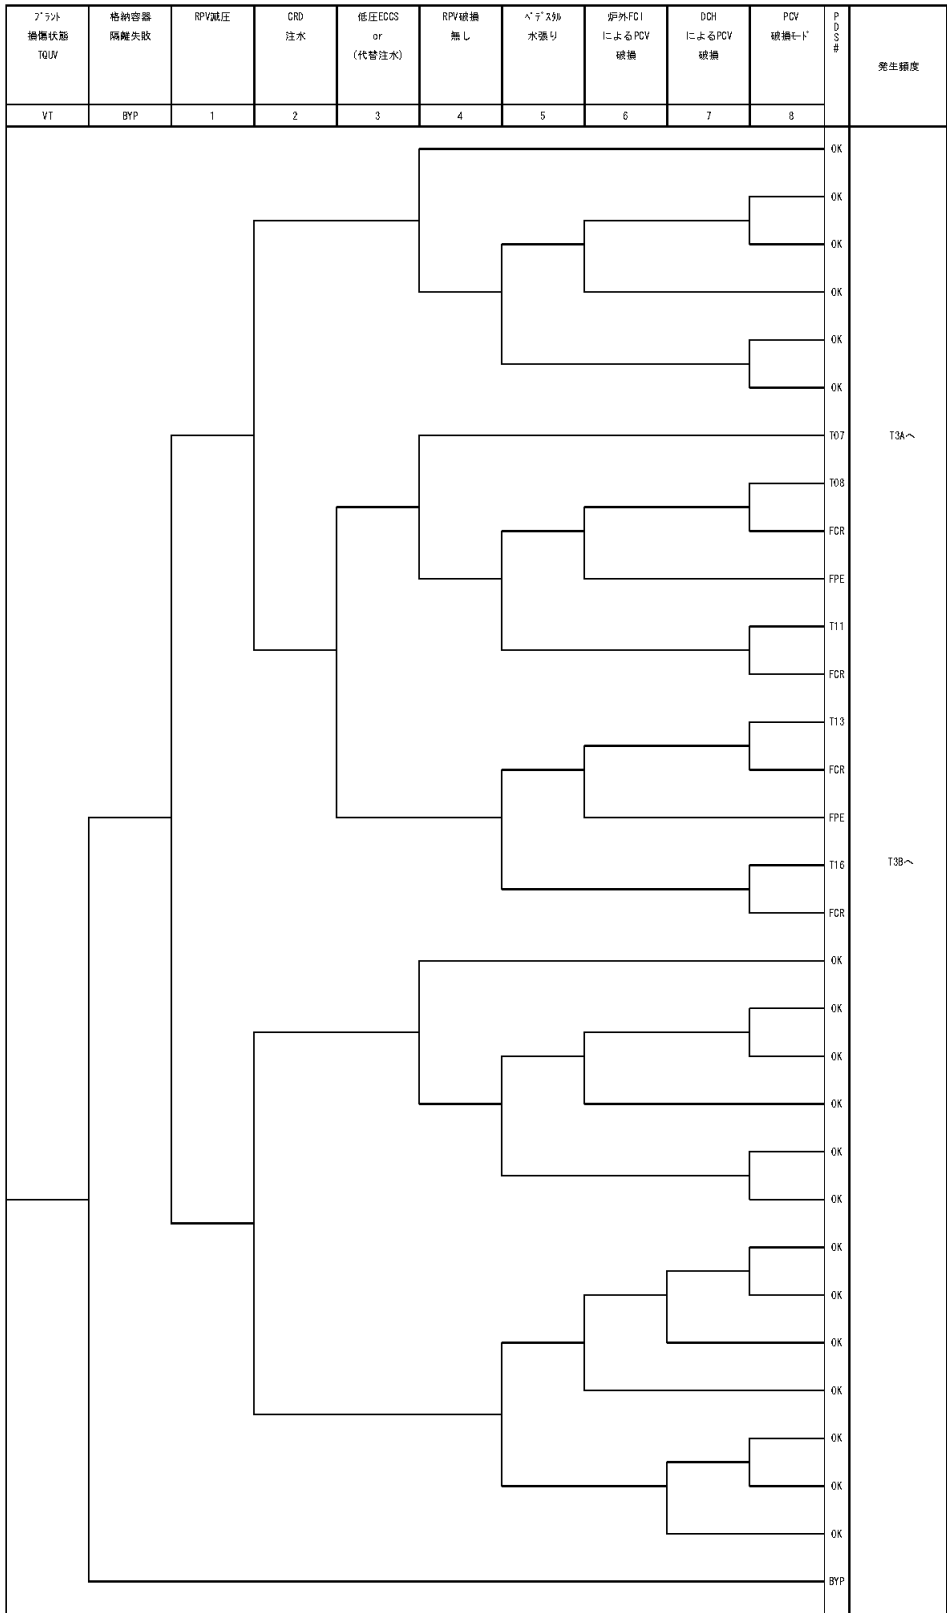 プラント
損傷状態
TQUV
格納容器
隔離失敗
RPV減圧
CRD
注水
低圧ECCS
or
(代替注水)
RPV破損
無し
ペデスタル
水張り
炉外FCI
によるPCV
破損
DCH
によるPCV
破損
PCV
破損モード
P
D
S
#
発生頻度
VT
BYP
1
2
3
4
5
6
7
8
OK
OK
OK
OK
OK
OK
T07 T3Aへ
T08
FCR
FPE
T11
FCR
T13
FCR
FPE
T16 T3Bへ
FCR
OK
OK
OK
OK
OK
OK
OK
OK
OK
OK
OK
OK
OK
BYP